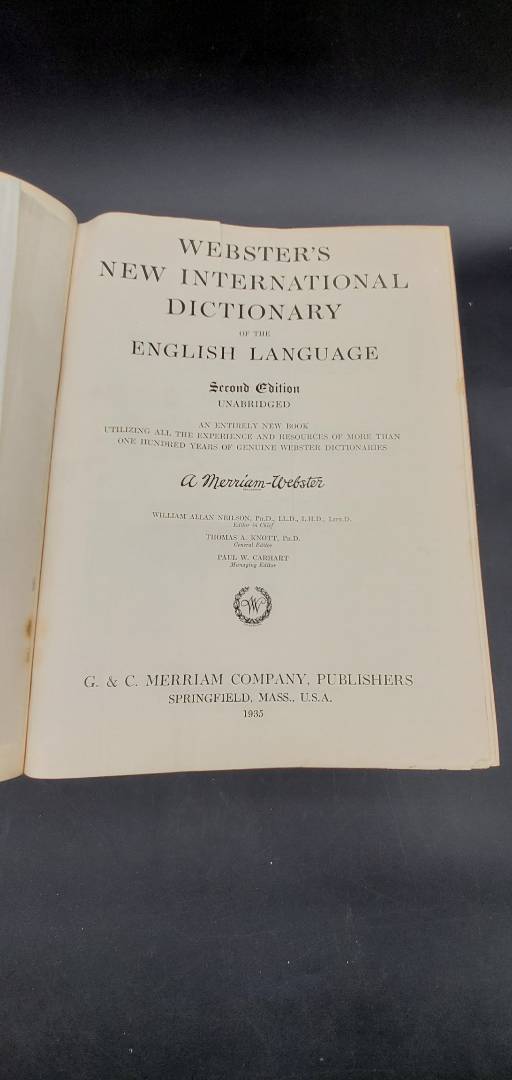 WEBSTER'S
NEW INTERNATIONAL
DICTIONARY
OF THE
ENGLISH LANGUAGE
Second Edition
UNABRIDGED
AN ENTIRELY NEW BOOK
UTILIZING ALL THE EXPERIENCE AND RESOURCES OF MORE THAN
ONE HUNDRED YEARS OF GENUINE WEBSTER DICTIONARIES
A Merriam-Webster
WILLIAM ALLAN NEILSON, PH.D., LL.D., L.H.D., LITT.D.
Editor in Chief
THOMAS A. KNOTT, PH.D.
General Editor
PAUL W. CARHART
Managing Editor
W
G. & C. MERRIAM COMPANY, PUBLISHERS
SPRINGFIELD, MASS., U.S.A.
1935